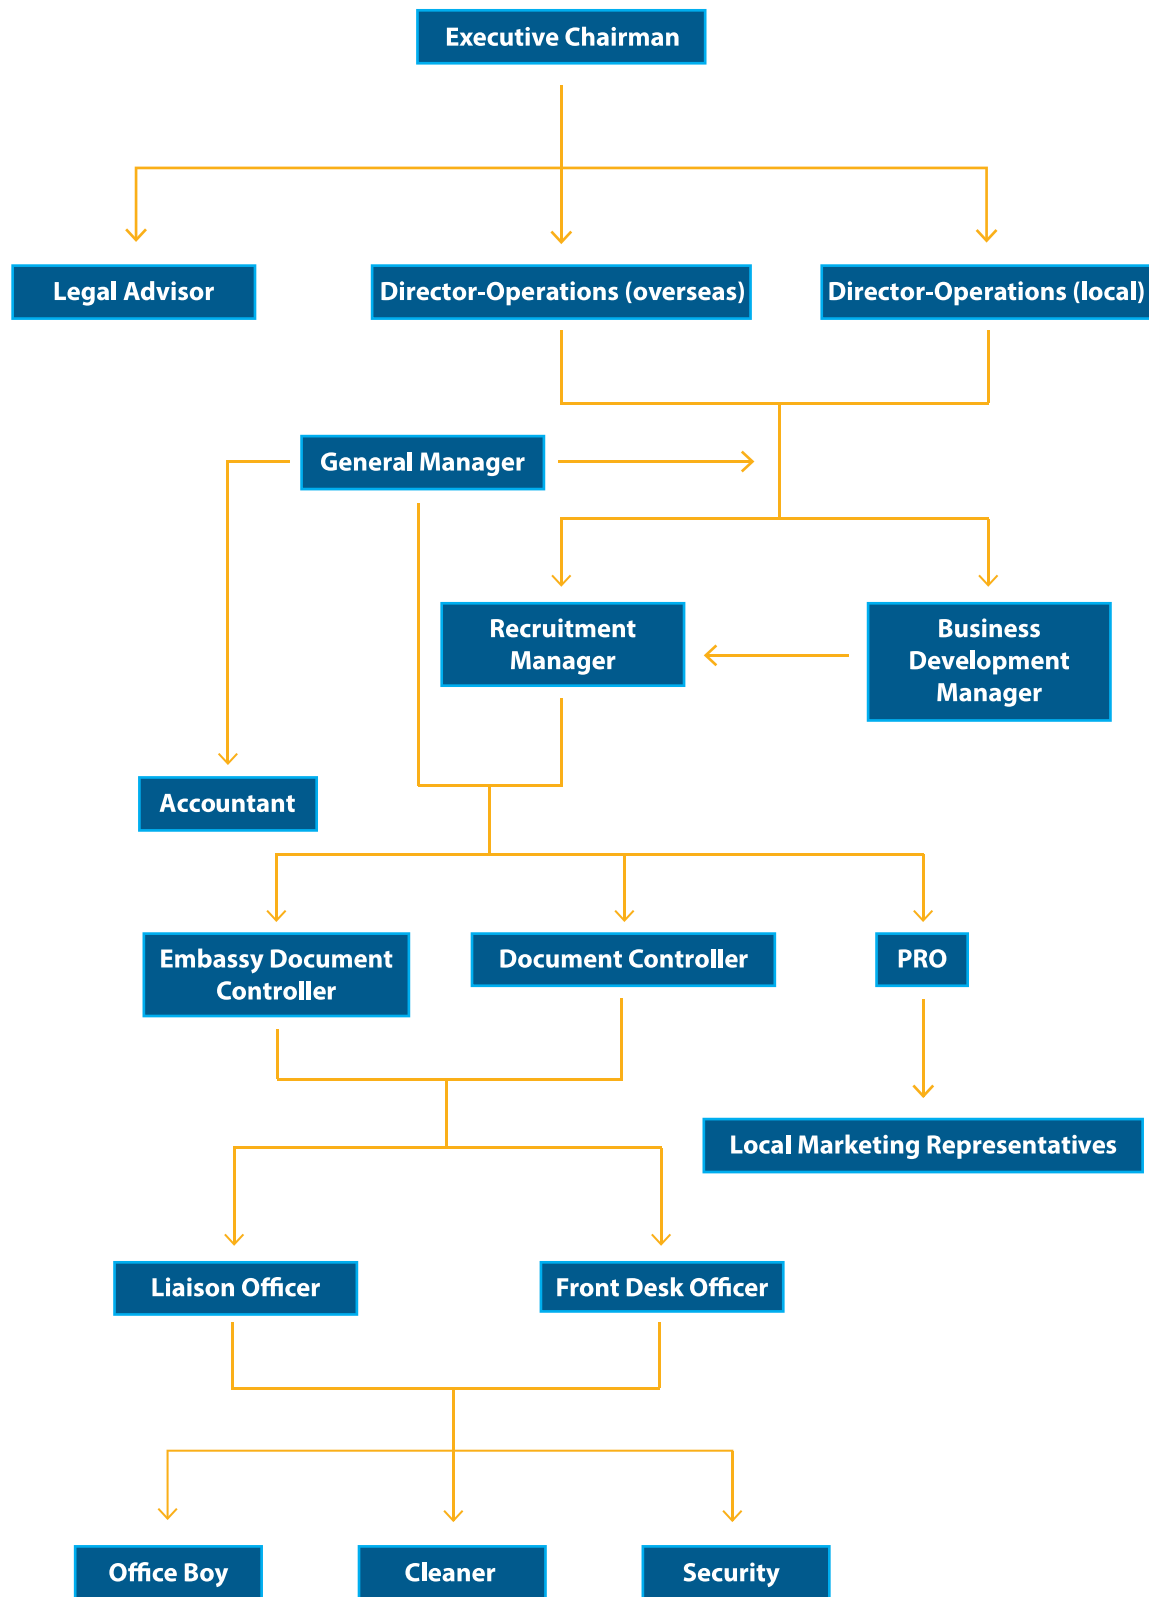 Executive Chairman
Legal Advisor
Director-Operations (overseas)
Director-Operations (local)
General Manager
Recruitment
Manager
Business
Development
Manager
Accountant
Embassy Document
Controller
Document Controller
PRO
Local Marketing Representatives
Liaison Officer
Front Desk Officer
Office Boy
Cleaner
Security